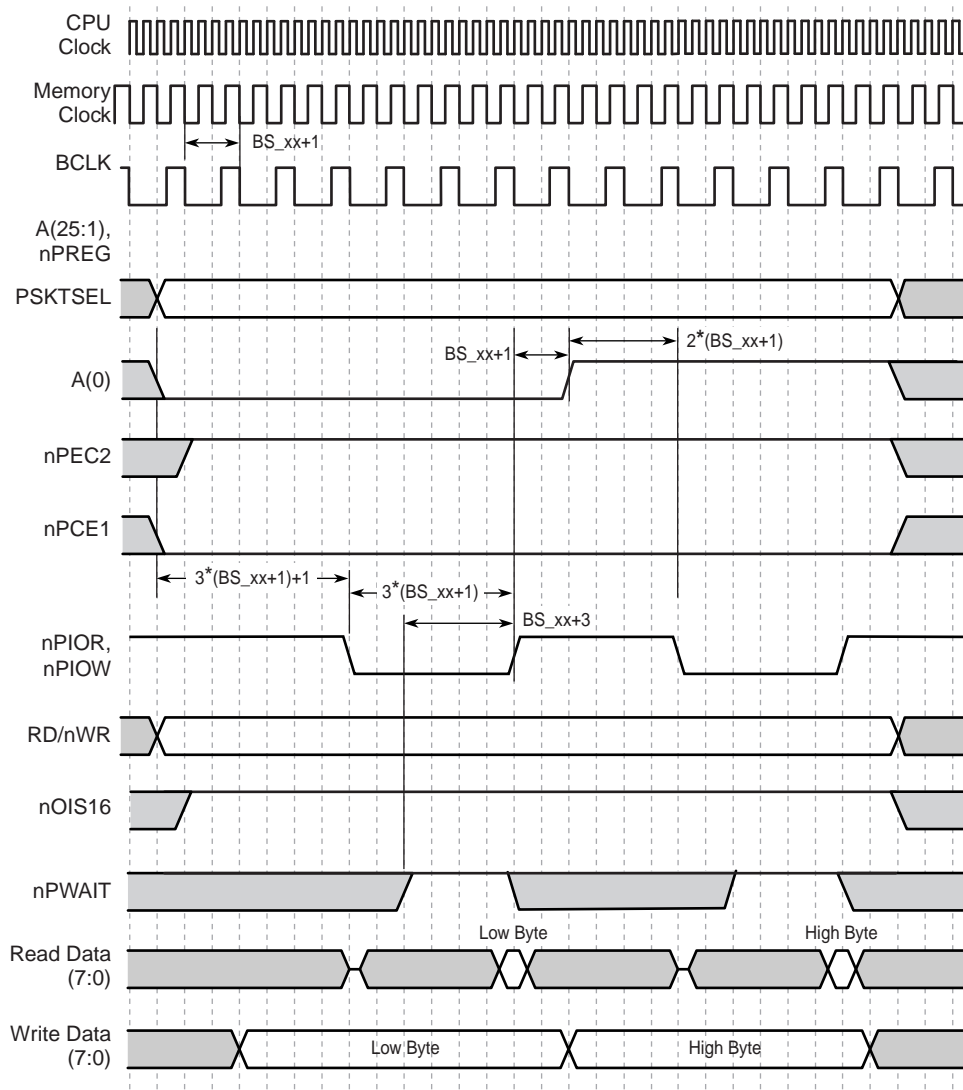 CPU
Clock
Memory
Clock
BS_xx+1
BCLK
A(25:1),
nPREG
PSKTSEL
BS_xx+1
2*(BS_xx+1)
A(0)
nPEC2
nPCE1
3*(BS_xx+1)+1
3*(BS_xx+1)
BS_xx+3
nPIOR,
nPIOW
RD/nWR
nOIS16
nPWAIT
Low Byte
High Byte
Read Data
(7:0)
Write Data
(7:0)
Low Byte
High Byte